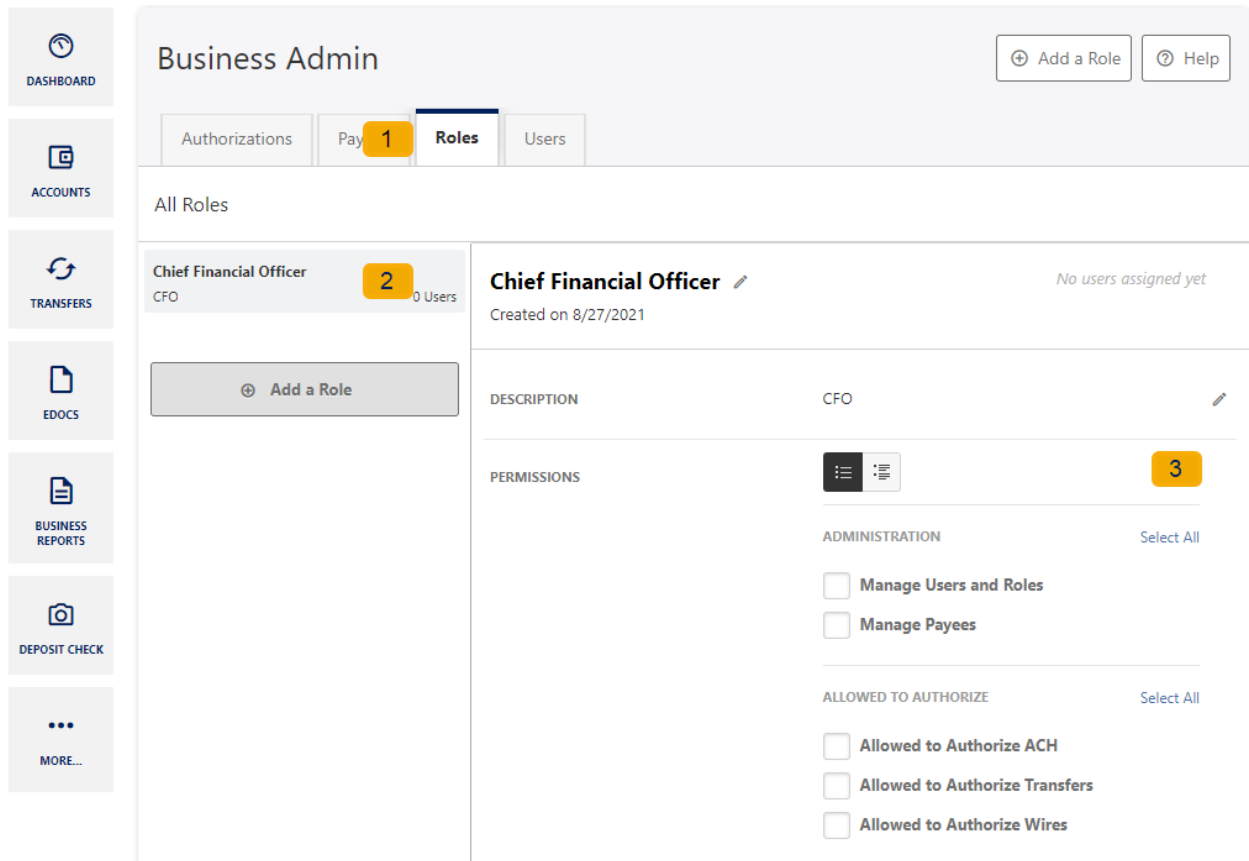 DASHBOARD
ACCOUNTS
TRANSFERS
EDOCS
BUSINESS
REPORTS
DEPOSIT CHECK
MORE...
Business Admin
Add a Role
Help
Authorizations
Pay
1
Roles
Users
All Roles
Chief Financial Officer
CFO
2
0 Users
Add a Role
Chief Financial Officer
No users assigned yet
Created on 8/27/2021
DESCRIPTION
CFO
PERMISSIONS
3
ADMINISTRATION
Select All
Manage Users and Roles
Manage Payees
ALLOWED TO AUTHORIZE
Select All
Allowed to Authorize ACH
Allowed to Authorize Transfers
Allowed to Authorize Wires